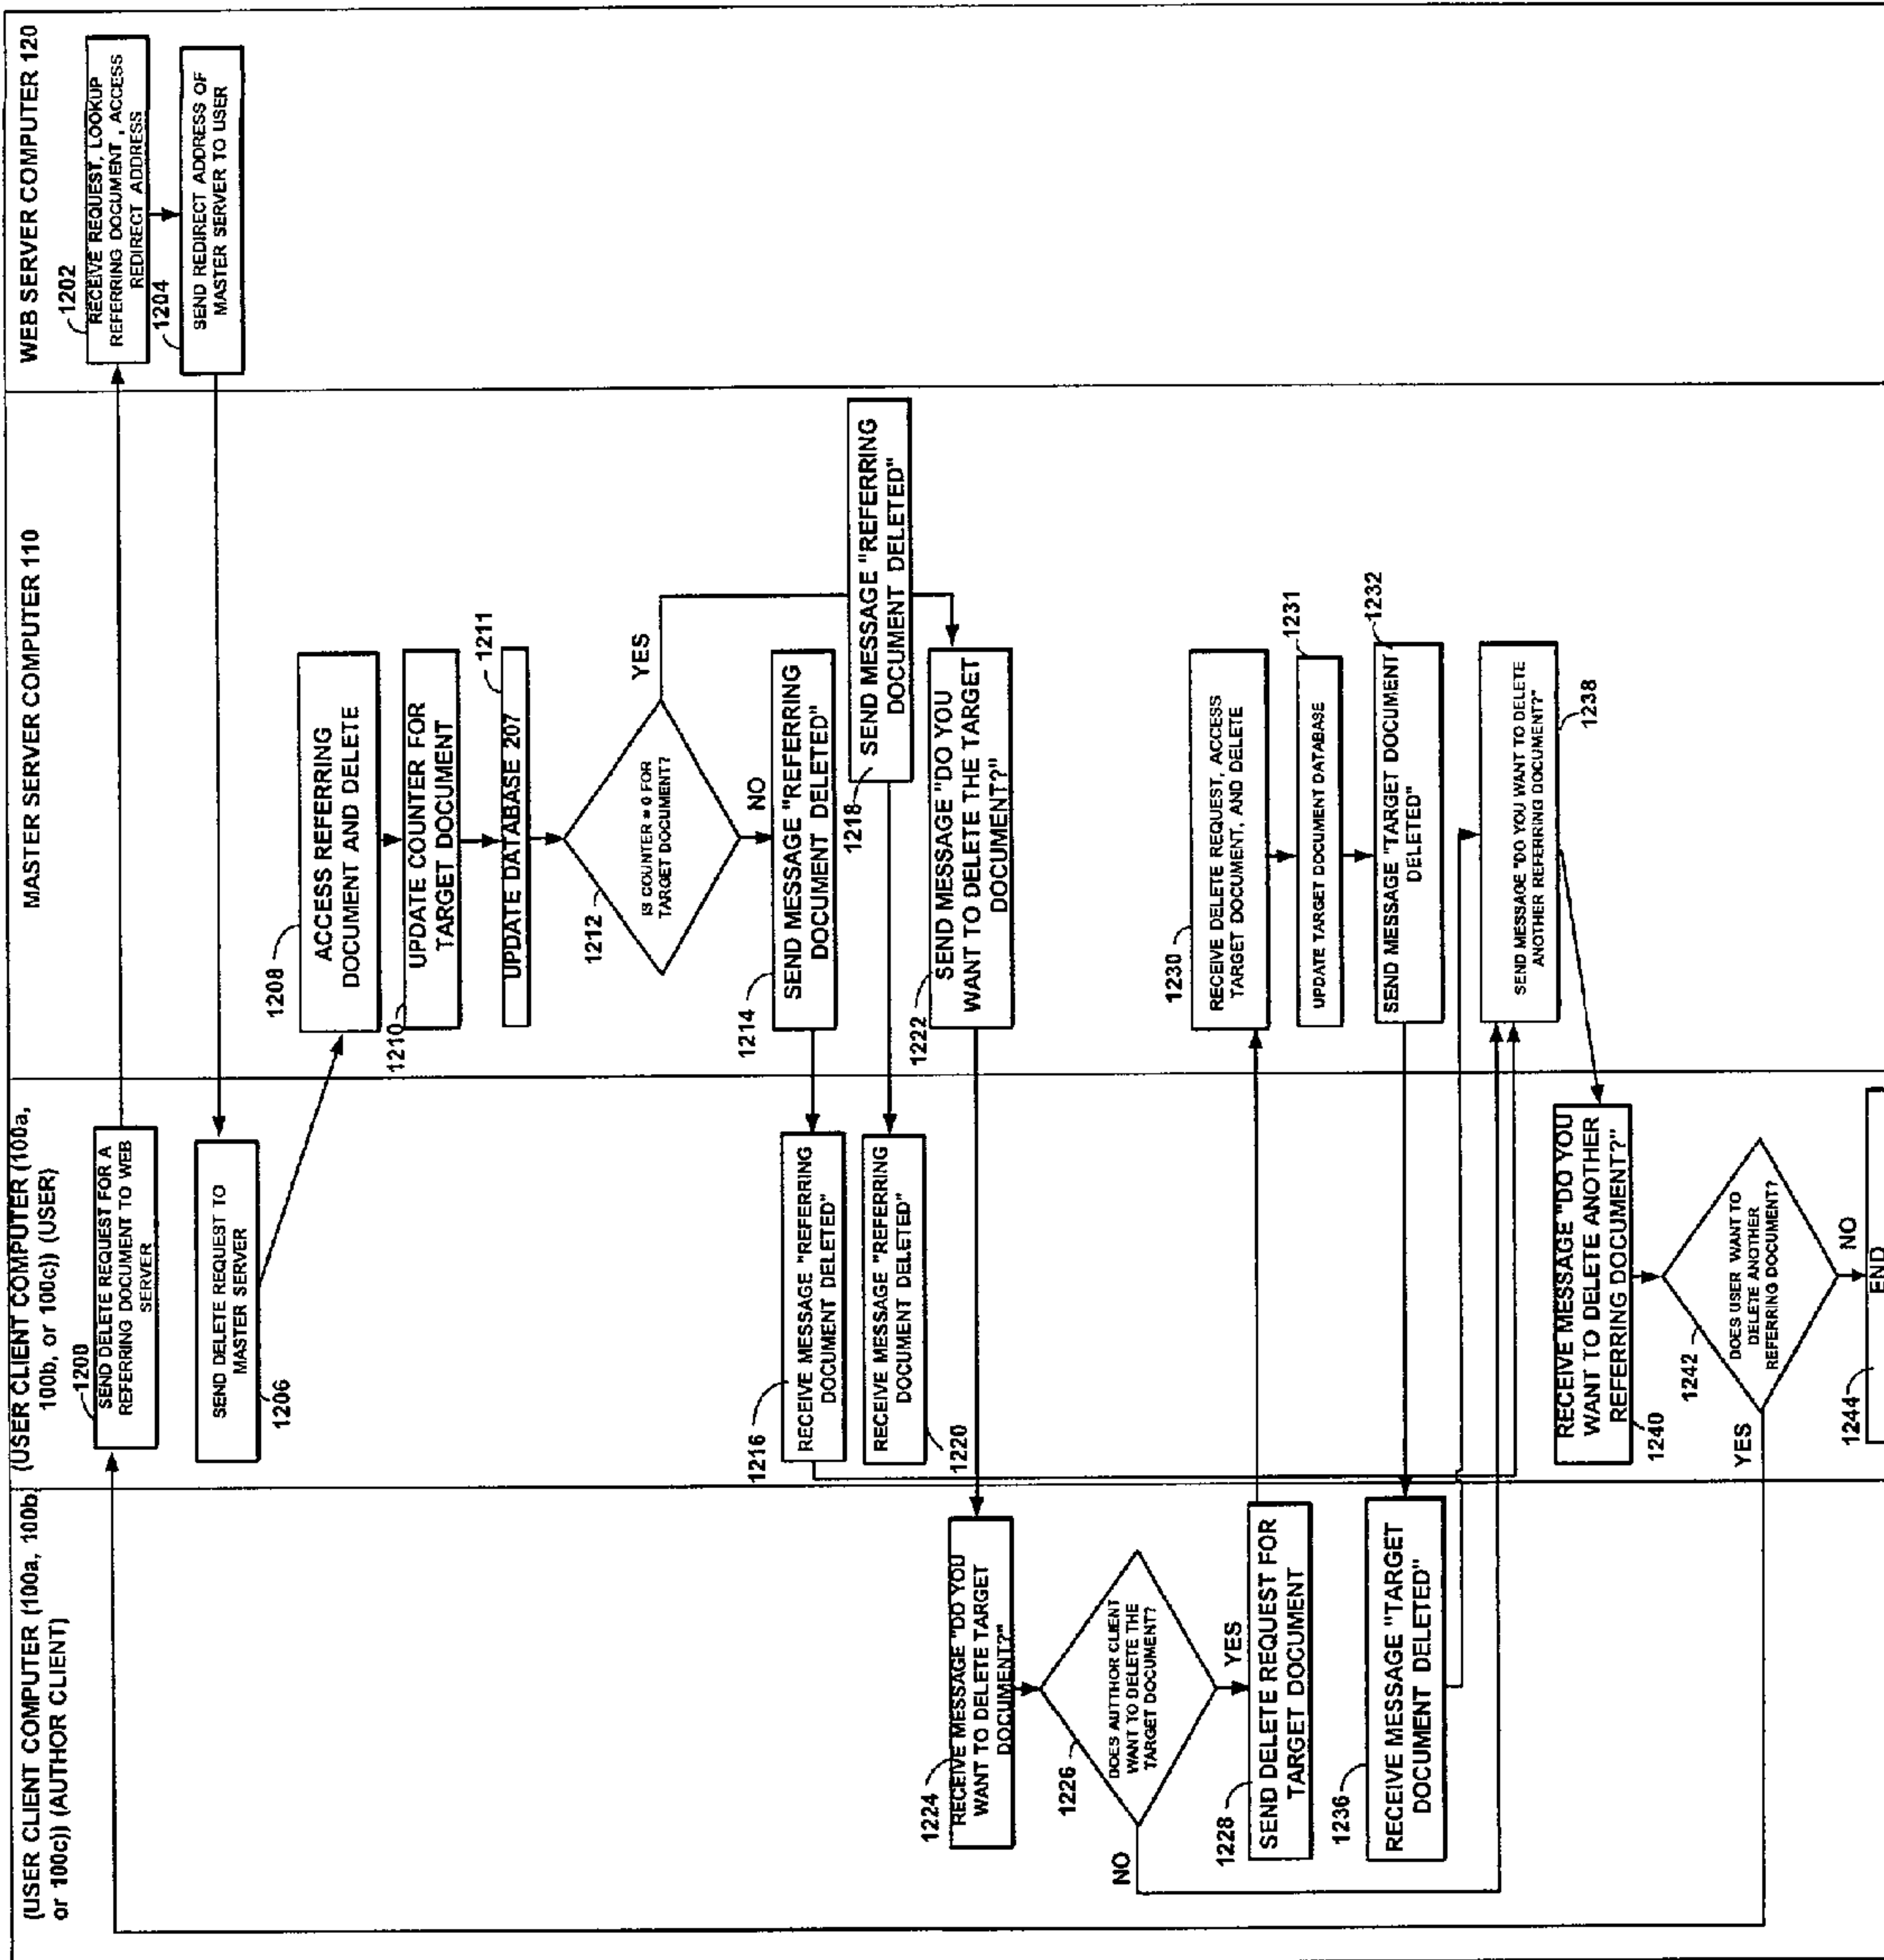 (USER CLIENT COMPUTER (100a, 100b
or 100c)) (AUTHOR CLIENT)
(USER CLIENT COMPUTER (100a,
100b, or 100c)) (USER)
MASTER SERVER COMPUTER 110
WEB SERVER COMPUTER 120
1200
SEND DELETE REQUEST FOR A
REFERRING DOCUMENT TO WEB
SERVER
1202
RECEIVE REQUEST, LOOKUP
REFERRING DOCUMENT , ACCESS
REDIRECT ADDRESS
1204
SEND REDIRECT ADDRESS OF
MASTER SERVER TO USER
SEND DELETE REQUEST TO
MASTER SERVER
1206
1208
ACCESS REFERRING
DOCUMENT AND DELETE
1210
UPDATE COUNTER FOR
TARGET DOCUMENT
1211
UPDATE DATABASE 207
1212
IS COUNTER = 0 FOR
TARGET DOCUMENT?
YES
NO
1214
SEND MESSAGE "REFERRING
DOCUMENT DELETED"
1216
RECEIVE MESSAGE "REFERRING
DOCUMENT DELETED"
1218
SEND MESSAGE "REFERRING
DOCUMENT DELETED"
RECEIVE MESSAGE "REFERRING
DOCUMENT DELETED"
1220
1222
SEND MESSAGE "DO YOU
WANT TO DELETE THE TARGET
DOCUMENT?"
1224
RECEIVE MESSAGE "DO YOU
WANT TO DELETE TARGET
DOCUMENT?"
1226
DOES AUTTHOR CLIENT
WANT TO DELETE THE
TARGET DOCUMENT?
NO
YES
1228
SEND DELETE REQUEST FOR
TARGET DOCUMENT
1230
RECEIVE DELETE REQUEST, ACCESS
TARGET DOCUMENT, AND DELETE
1231
UPDATE TARGET DOCUMENT DATABASE
1232
SEND MESSAGE "TARGET DOCUMENT
DELETED"
1236
RECEIVE MESSAGE "TARGET
DOCUMENT DELETED"
SEND MESSAGE "DO YOU WANT TO DELETE
ANOTHER REFERRING DOCUMENT?"
1238
RECEIVE MESSAGE "DO YOU
WANT TO DELETE ANOTHER
REFERRING DOCUMENT?"
1240
1242
DOES USER WANT TO
DELETE ANOTHER
REFERRING DOCUMENT?
YES
NO
1244
END